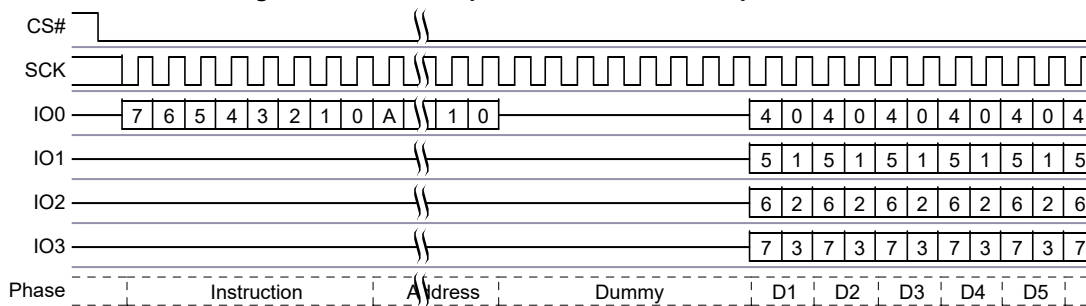 CS#
SCK
IO0 7 6 5 4 3 2 1 0 A 1 0 4 0 4 0 4 0 4 0 4 0 4
IO1 5 1 5 1 5 1 5 1 5 1 5
IO2 6 2 6 2 6 2 6 2 6 2 6
IO3 7 3 7 3 7 3 7 3 7 3 7
Phase Instruction Address Dummy D1 D2 D3 D4 D5